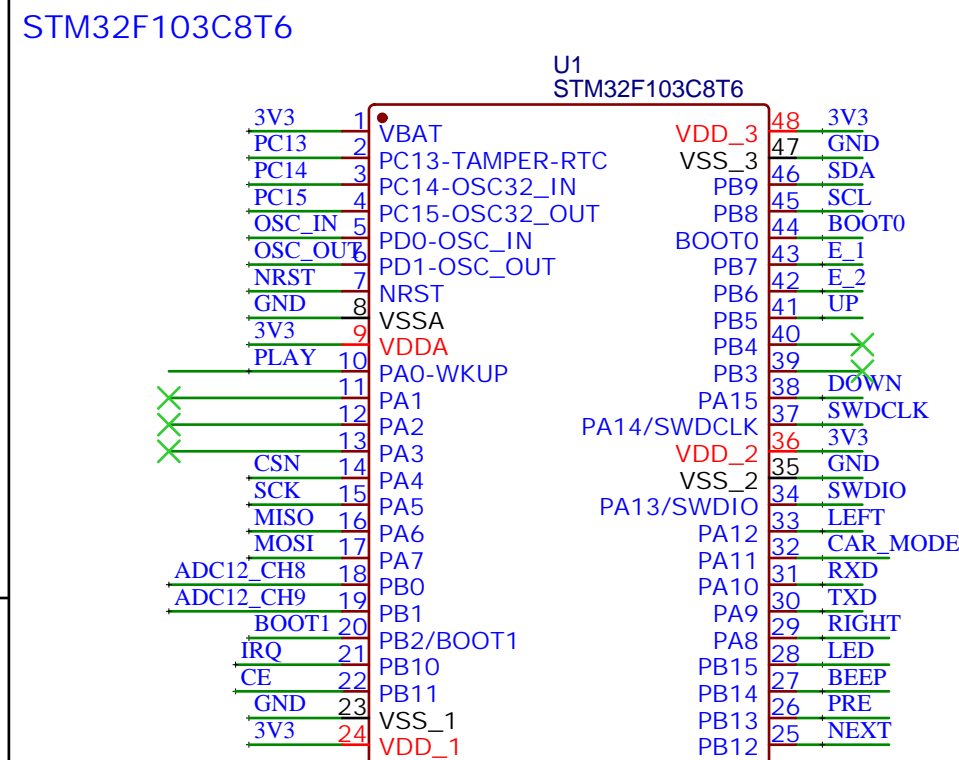 STM32F103C8T6
U1
STM32F103C8T6
3V3 1 VBAT VDD_3 48 3V3
PC13 2 PC13-TAMPER-RTC VSS_3 47 GND
PC14 3 PC14-OSC32_IN PB9 46 SDA
PC15 4 PC15-OSC32_OUT PB8 45 SCL
OSC_IN 5 PD0-OSC_IN BOOT0 44 BOOT0
OSC_OUT 6 PD1-OSC_OUT PB7 43 E_1
NRST 7 NRST PB6 42 E_2
GND 8 VSSA PB5 41 UP
3V3 9 VDDA PB4 40
PLAY 10 PA0-WKUP PB3 39
11 PA1 PA15 38 DOWN
12 PA2 PA14/SWDCLK 37 SWDCLK
13 PA3 VDD_2 36 3V3
CSN 14 PA4 VSS_2 35 GND
SCK 15 PA5 PA13/SWDIO 34 SWDIO
MISO 16 PA6 PA12 33 LEFT
MOSI 17 PA7 PA11 32 CAR_MODE
ADC12_CH8 18 PB0 PA10 31 RXD
ADC12_CH9 19 PB1 PA9 30 TXD
BOOT1 20 PB2/BOOT1 PA8 29 RIGHT
IRQ 21 PB10 PB15 28 LED
CE 22 PB11 PB14 27 BEEP
GND 23 VSS_1 PB13 26 PRE
3V3 24 VDD_1 PB12 25 NEXT